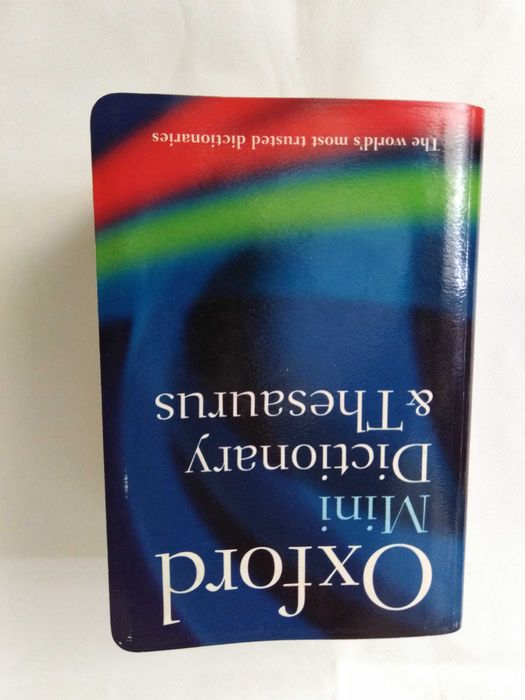 Oxford
Mini
Dictionary
& Thesaurus
The world's most trusted dictionaries